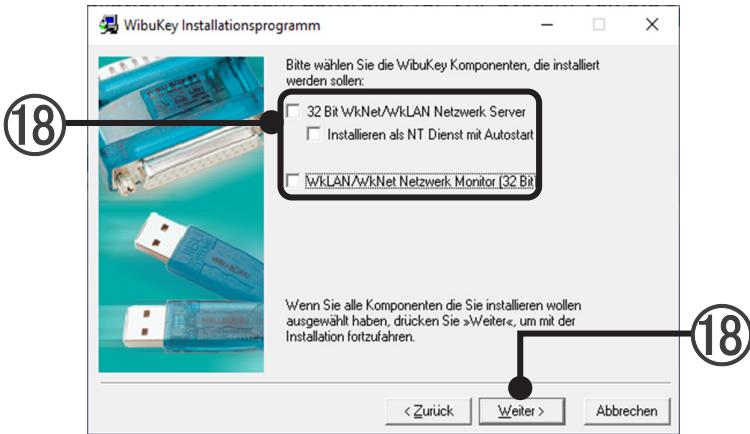 WibuKey Installationsprogramm
Bitte wählen Sie die WibuKey Komponenten, die installiert
werden sollen:
32 Bit WkNet/WkLAN Netzwerk Server
Installieren als NT Dienst mit Autostart
⑱
WkLAN/WkNet Netzwerk Monitor (32 Bit)
WIBU-BOX/U
Wenn Sie alle Komponenten die Sie installieren wollen
ausgewählt haben, drücken Sie »Weiter«, um mit der
Installation fortzufahren.
⑱
< Zurück
Weiter >
Abbrechen